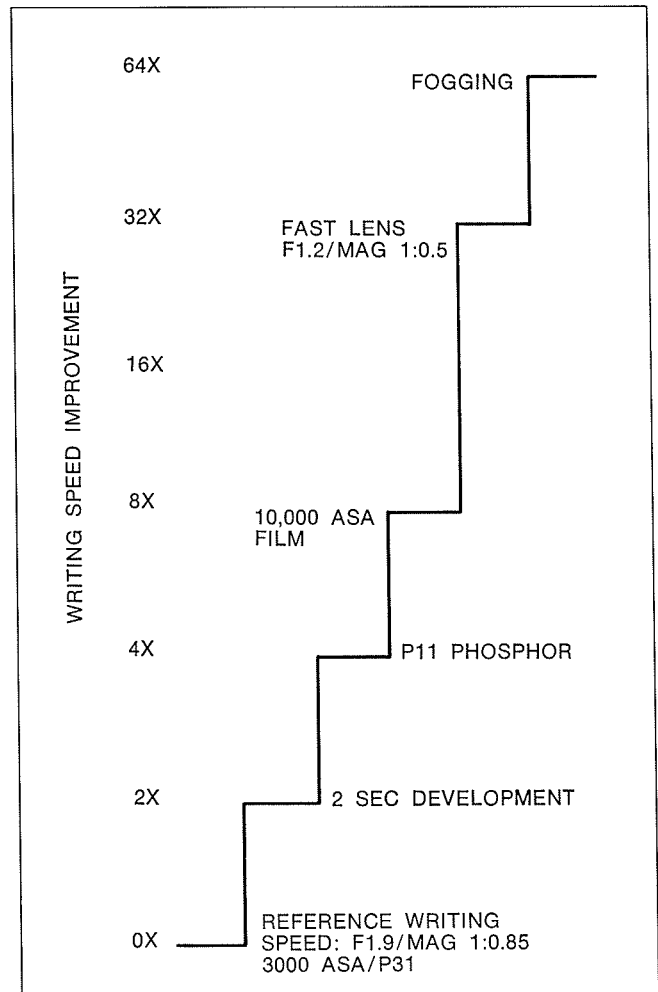 64X
FOGGING
32X
FAST LENS
F1.2/MAG 1:0.5
WRITING SPEED IMPROVEMENT
16X
8X
10,000 ASA
FILM
4X
P11 PHOSPHOR
2X
2 SEC DEVELOPMENT
0X
REFERENCE WRITING
SPEED: F1.9/MAG 1:0.85
3000 ASA/P31